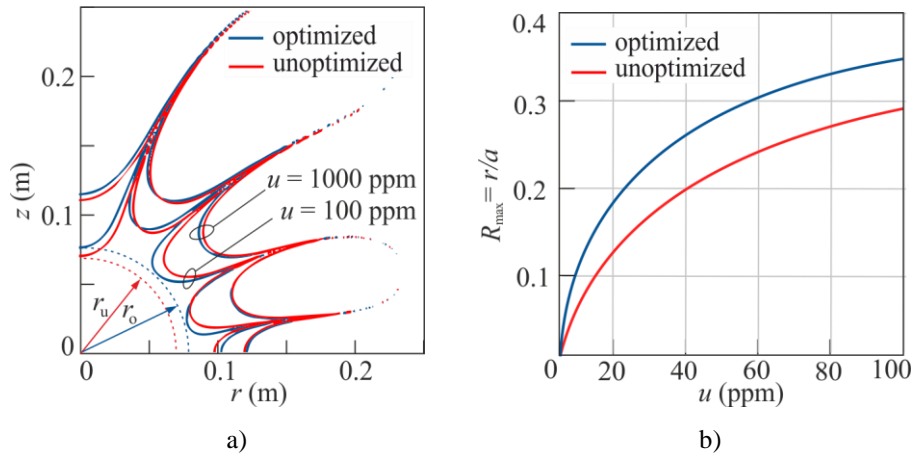 optimized
unoptimized
0.2
z (m)
0.1
0
u = 1000 ppm
u = 100 ppm
r_u
r_o
0
0.1
0.2
r (m)
a)
0.4
optimized
unoptimized
0.3
R_max = r/a
0.2
0.1
0
20
40
60
80
100
u (ppm)
b)